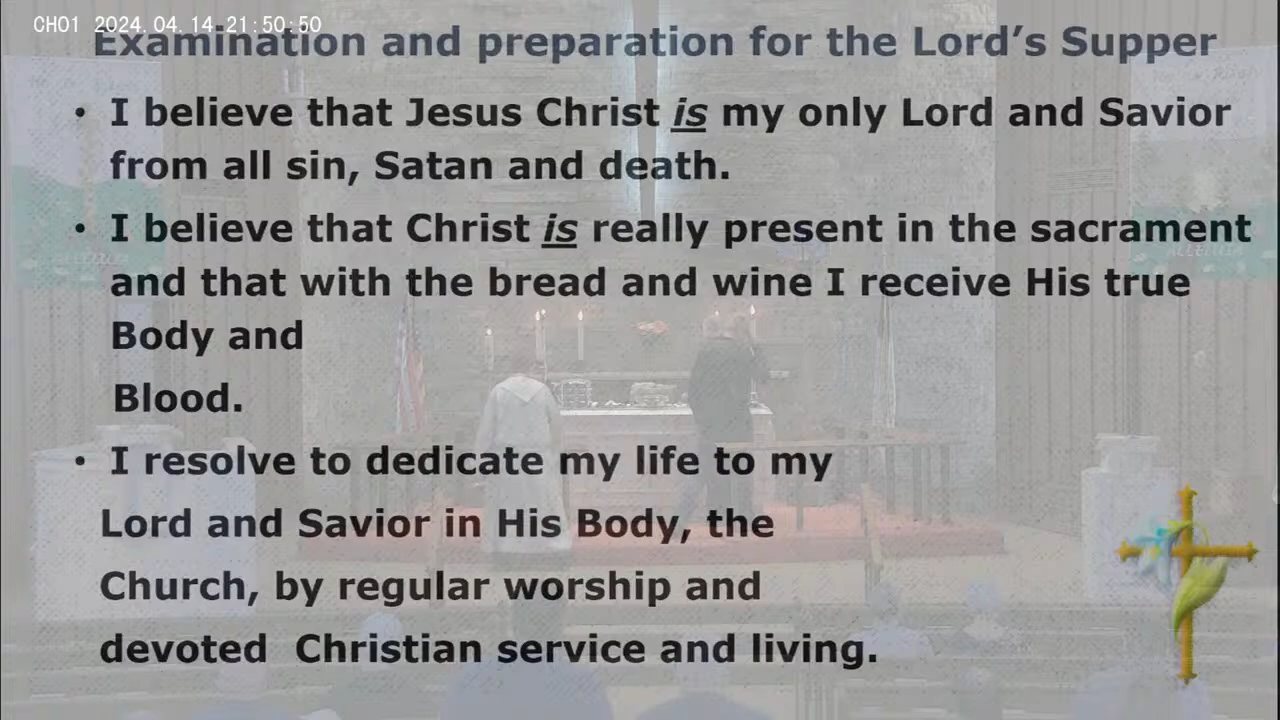 CH01 2024.04.14 21:50:50
Examination and preparation for the Lord's Supper
• I believe that Jesus Christ is my only Lord and Savior
from all sin, Satan and death.
• I believe that Christ is really present in the sacrament
and that with the bread and wine I receive His true
Body and
Blood.
• I resolve to dedicate my life to my
Lord and Savior in His Body, the
Church, by regular worship and
devoted  Christian service and living.
ALLELUIA